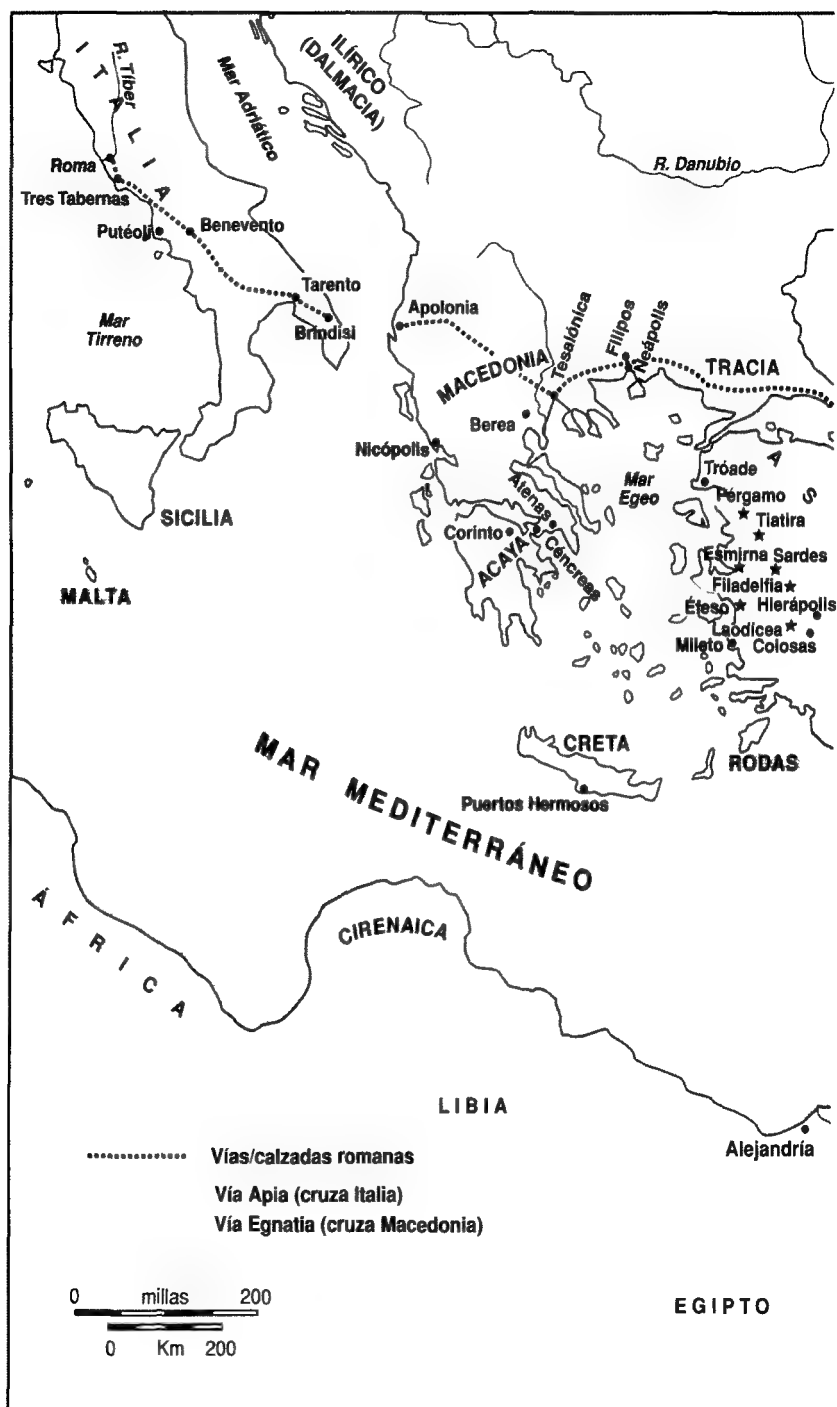 ITALIA
R. Tíber
Mar Adriático
ILÍRICO
(DALMACIA)
R. Danubio
Roma
Tres Tabernas
Putéoli
Benevento
Tarento
Brindisi
Mar
Tirreno
Apolonia
MACEDONIA
Tesalónica
Filipos
Neápolis
TRACIA
Berea
Nicópolis
Mar
Egeo
A S
Tróade
Pérgamo
Tiatira
Esmirna
Sardes
Filadelfia
Éfeso
Hierápolis
Laodicea
Mileto
Colosas
Atenas
Corinto
ACAYA
Céncreas
SICILIA
MALTA
CRETA
RODAS
Puertos Hermosos
MAR MEDITERRÁNEO
ÁFRICA
CIRENAICA
LIBIA
Alejandría
Vías/calzadas romanas
Vía Apia (cruza Italia)
Vía Egnatia (cruza Macedonia)
0 millas 200
0 Km 200
EGIPTO